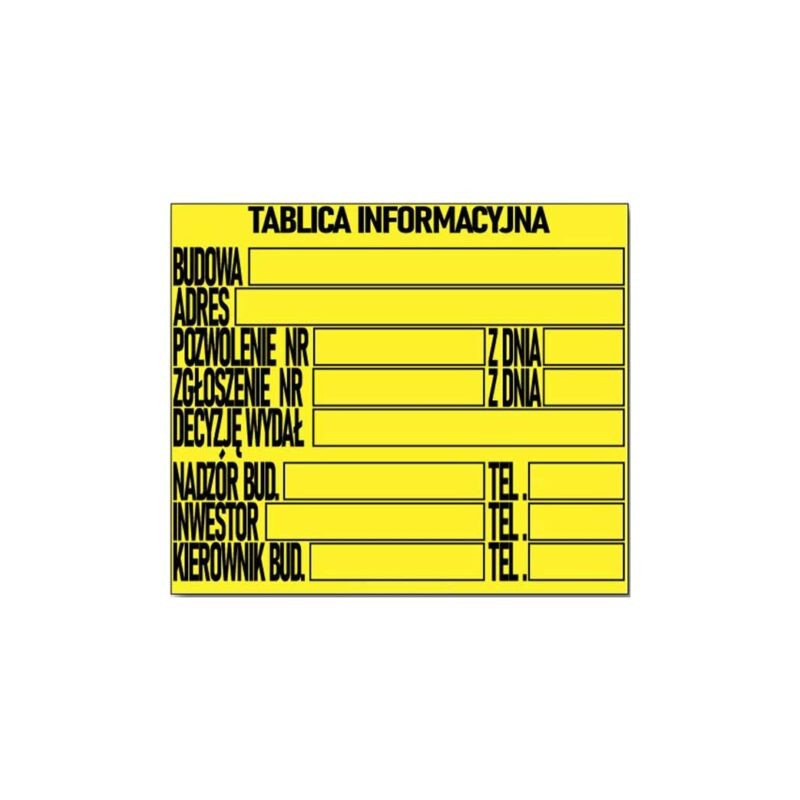 TABLICA INFORMACYJNA
BUDOWA
ADRES
POZWOLENIE NR Z DNIA
ZGŁOSZENIE NR Z DNIA
DECYZJĘ WYDAŁ
NADZÓR BUD. TEL.
INWESTOR TEL.
KIEROWNIK BUD. TEL.